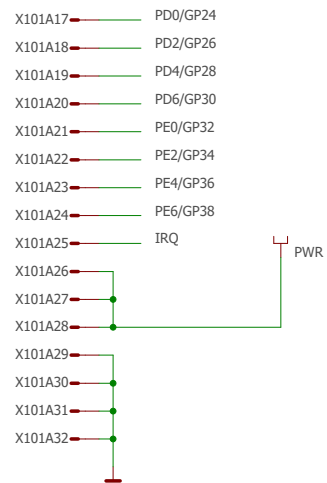 X101A17 PD0/GP24
X101A18 PD2/GP26
X101A19 PD4/GP28
X101A20 PD6/GP30
X101A21 PE0/GP32
X101A22 PE2/GP34
X101A23 PE4/GP36
X101A24 PE6/GP38
X101A25 IRQ
PWR
X101A26
X101A27
X101A28
X101A29
X101A30
X101A31
X101A32